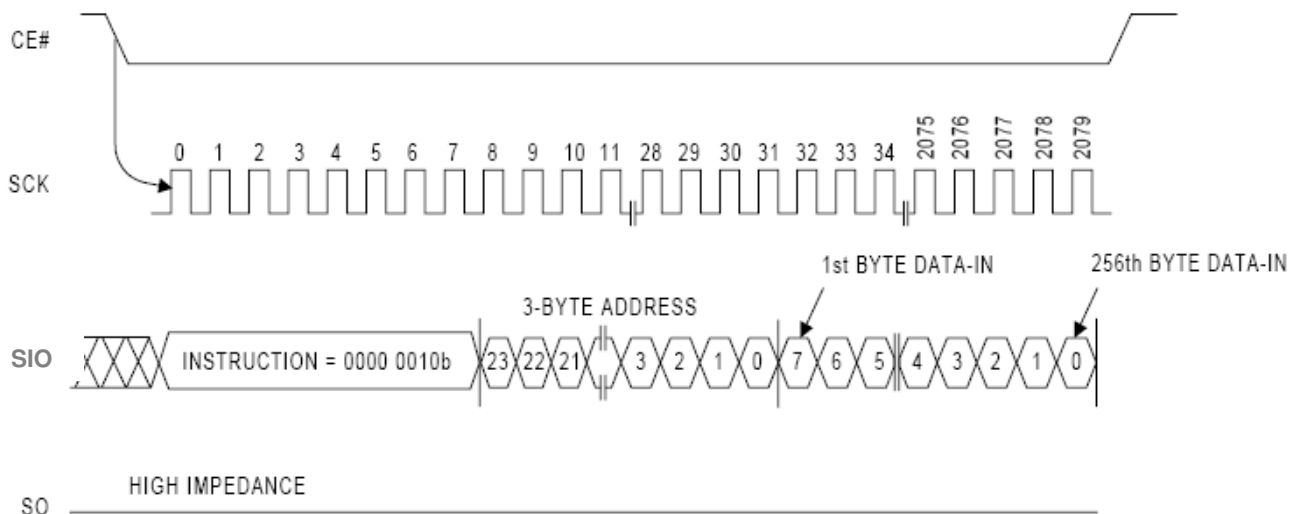 CE#
2075 2076 2077 2078 2079
0 1 2 3 4 5 6 7 8 9 10 11 28 29 30 31 32 33 34
SCK
1st BYTE DATA-IN 256th BYTE DATA-IN
3-BYTE ADDRESS
SIO INSTRUCTION = 0000 0010b 23 22 21 3 2 1 0 7 6 5 4 3 2 1 0
HIGH IMPEDANCE
SO